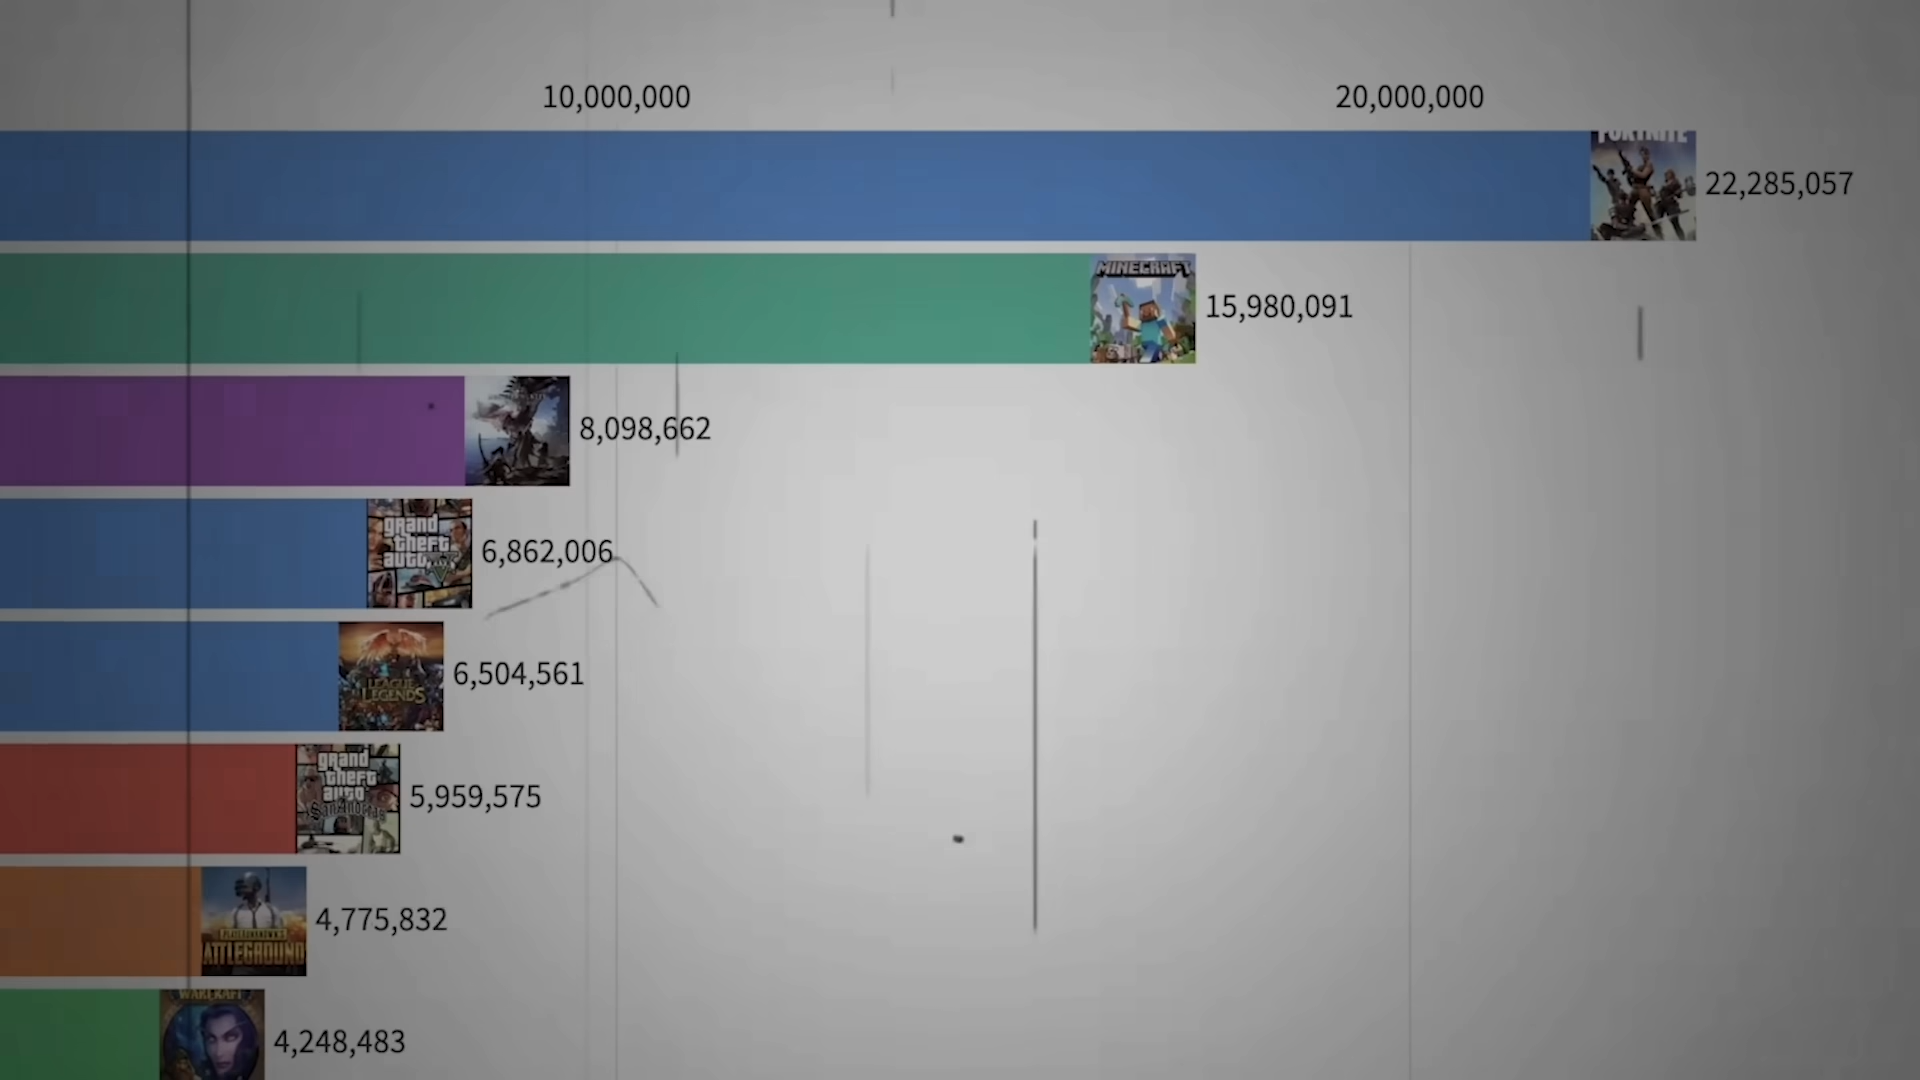 10,000,000 20,000,000
FORTNITE
22,285,057
MINECRAFT
15,980,091
8,098,662
grand
theft
auto
V
6,862,006
LEAGUE
LEGENDS
6,504,561
grand
theft
auto
San Andreas
5,959,575
PLAYERUNKNOWN'S
ATTLEGROUND
4,775,832
WARCRAFT
4,248,483